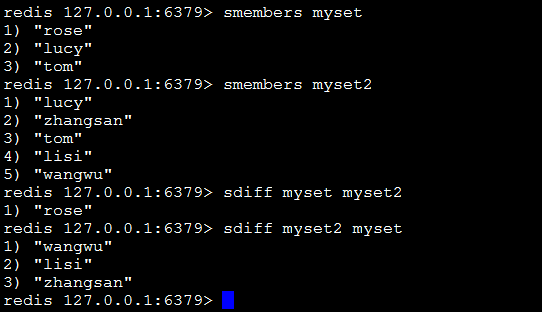 redis 127.0.0.1:6379> smembers myset
1) "rose"
2) "lucy"
3) "tom"
redis 127.0.0.1:6379> smembers myset2
1) "lucy"
2) "zhangsan"
3) "tom"
4) "lisi"
5) "wangwu"
redis 127.0.0.1:6379> sdiff myset myset2
1) "rose"
redis 127.0.0.1:6379> sdiff myset2 myset
1) "wangwu"
2) "lisi"
3) "zhangsan"
redis 127.0.0.1:6379>